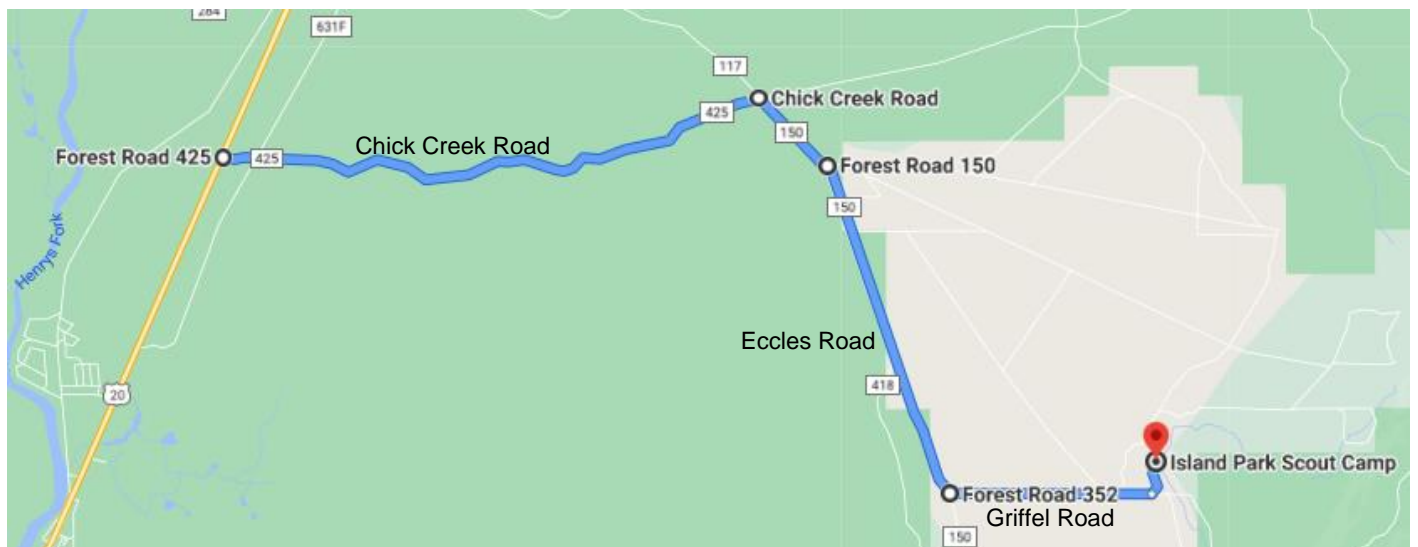 284
631F
117
Chick Creek Road
425
Chick Creek Road
150
Forest Road 425
425
Forest Road 150
150
Henrys Fork
Eccles Road
418
20
Island Park Scout Camp
Forest Road 352
Griffel Road
150